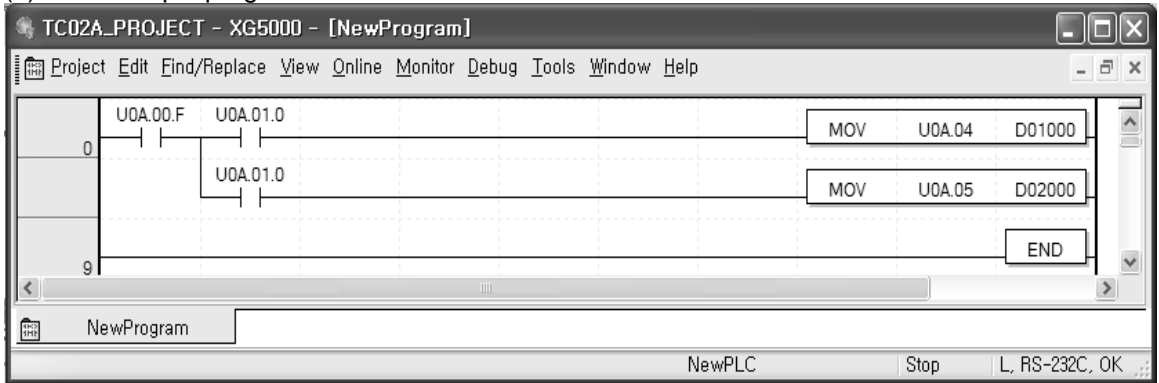 TC02A_PROJECT - XG5000 - [NewProgram]
Project Edit Find/Replace View Online Monitor Debug Tools Window Help
U0A.00.F U0A.01.0
MOV U0A.04 D01000
0
U0A.01.0
MOV U0A.05 D02000
END
9
NewProgram
NewPLC Stop L, RS-232C, OK